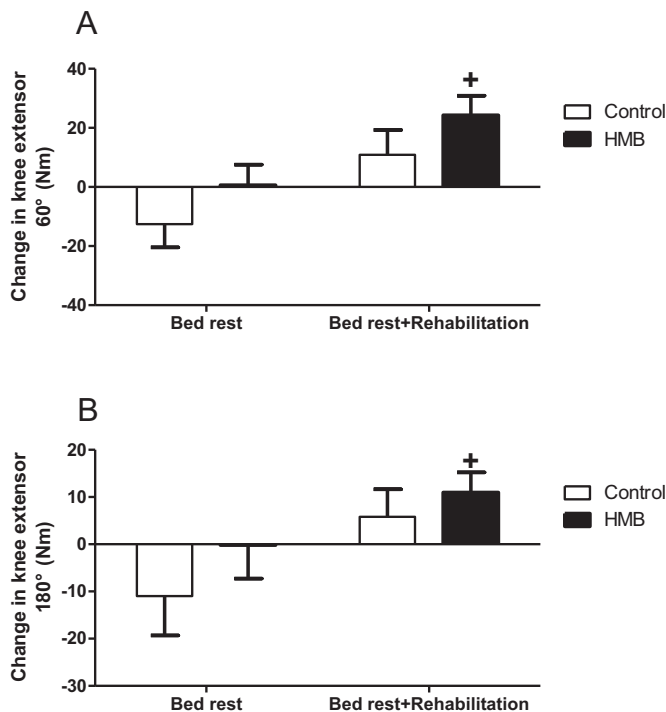 A
Change in knee extensor
60° (Nm)
40
20
0
-20
-40
+
Control
HMB
Bed rest
Bed rest+Rehabilitation
B
Change in knee extensor
180° (Nm)
20
10
0
-10
-20
-30
+
Control
HMB
Bed rest
Bed rest+Rehabilitation